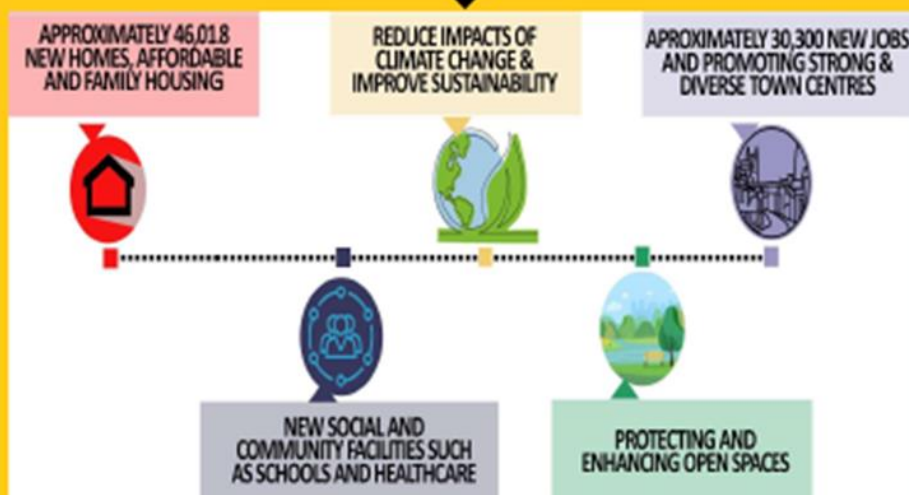 APPROXIMATELY 46,018
NEW HOMES, AFFORDABLE
AND FAMILY HOUSING
REDUCE IMPACTS OF
CLIMATE CHANGE &
IMPROVE SUSTAINABILITY
APROXIMATELY 30,300 NEW JOBS
AND PROMOTING STRONG &
DIVERSE TOWN CENTRES
NEW SOCIAL AND
COMMUNITY FACILITIES SUCH
AS SCHOOLS AND HEALTHCARE
PROTECTING AND
ENHANCING OPEN SPACES